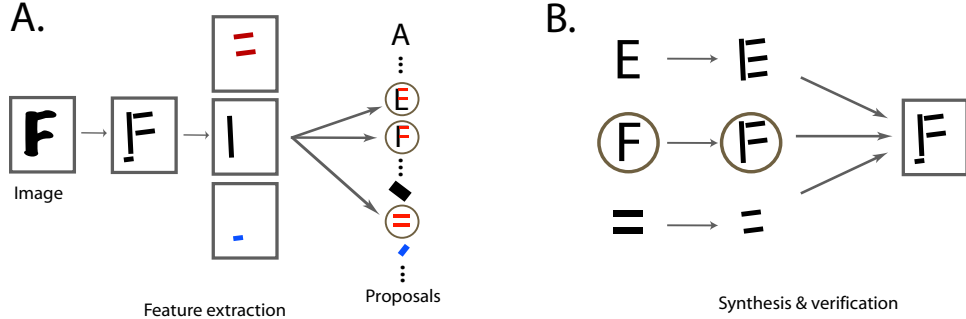 A.
Image
Feature extraction
A
E
F
=
Proposals
B.
E
E
F
F
=
=
F
Synthesis & verification